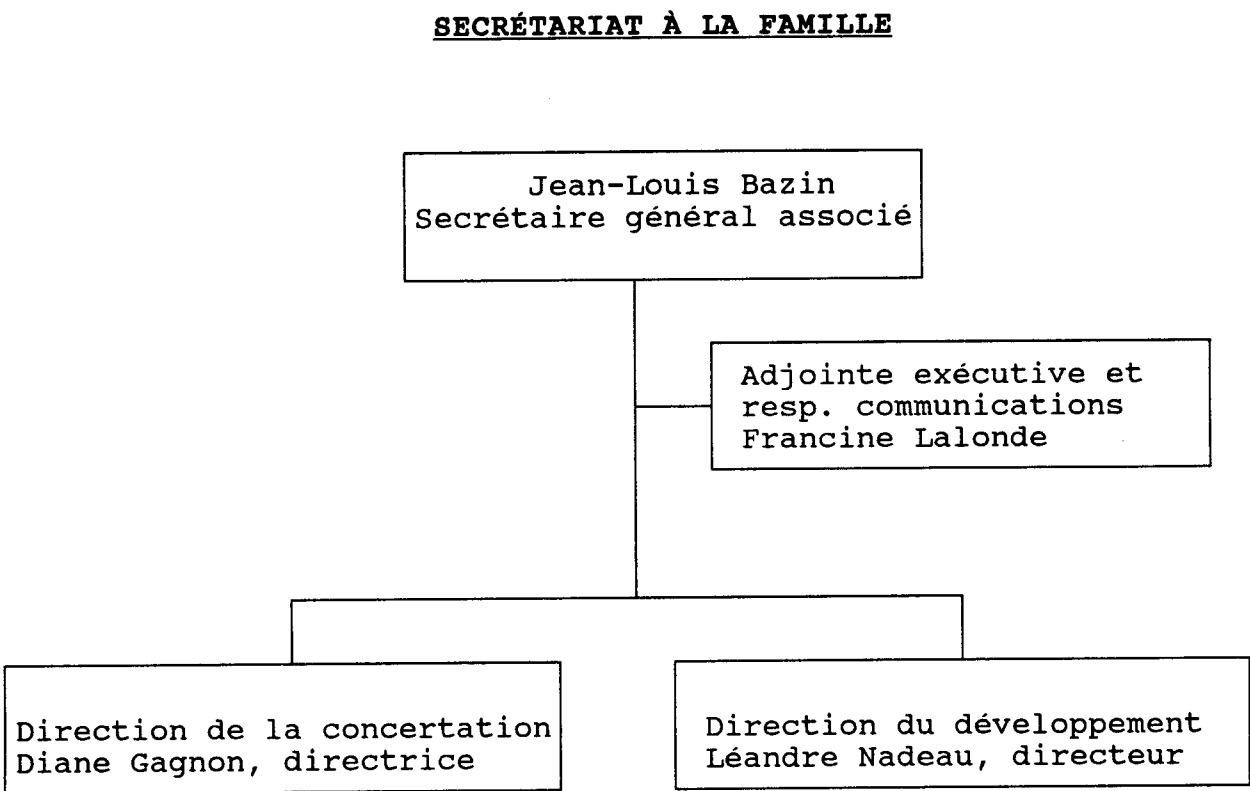 SECRÉTARIAT À LA FAMILLE
Jean-Louis Bazin
Secrétaire général associé
Adjointe exécutive et
resp. communications
Francine Lalonde
Direction de la concertation
Diane Gagnon, directrice
Direction du développement
Léandre Nadeau, directeur